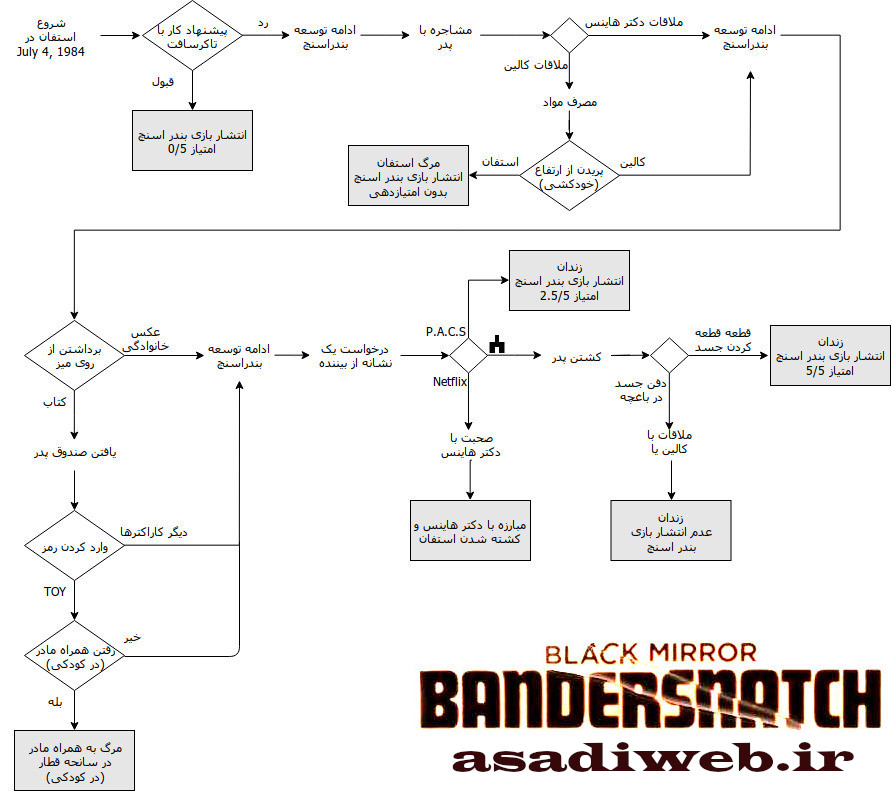 شروع
استفان در
July 4, 1984
پیشنهاد کار با
تاکرسافت
رد
قبول
انتشار بازی بندر اسنچ
امتیاز 0/5
ادامه توسعه
بندراسنچ
مشاجره با
پدر
ملاقات دکتر هاینس
ملاقات کالین
ادامه توسعه
بندراسنچ
مصرف مواد
پریدن از ارتفاع
(خودکشی)
استفان
کالین
مرگ استفان
انتشار بازی بندر اسنچ
بدون امتیازدهی
برداشتن از
روی میز
عکس
خانوادگی
کتاب
ادامه توسعه
بندراسنچ
درخواست یک
نشانه از بیننده
P.A.C.S
Netflix
زندان
انتشار بازی بندر اسنچ
امتیاز 2.5/5
کشتن پدر
قطعه قطعه
کردن جسد
زندان
انتشار بازی بندر اسنچ
امتیاز 5/5
دفن جسد
در باغچه
ملاقات با
کالین یا
زندان
عدم انتشار بازی
بندر اسنچ
صحبت با
دکتر هاینس
مبارزه با دکتر هاینس و
کشته شدن استفان
یافتن صندوق پدر
وارد کردن رمز
دیگر کاراکترها
TOY
رفتن همراه مادر
(در کودکی)
خیر
بله
مرگ به همراه مادر
در سانحه قطار
(در کودکی)
BLACK MIRROR
BANDERSNATCH
asadiweb.ir